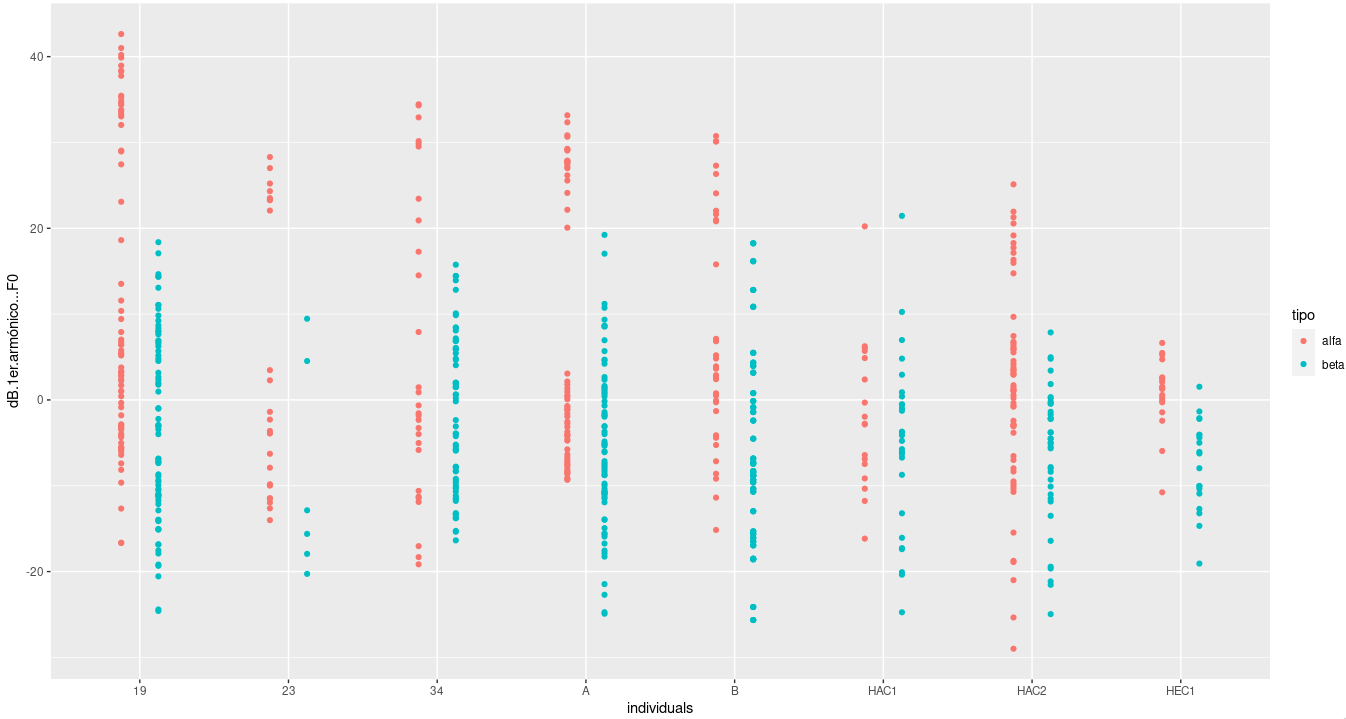 dB.1er.armónico...F0
40
20
0
-20
19 23 34 A B HAC1 HAC2 HEC1
individuals
tipo
alfa
beta